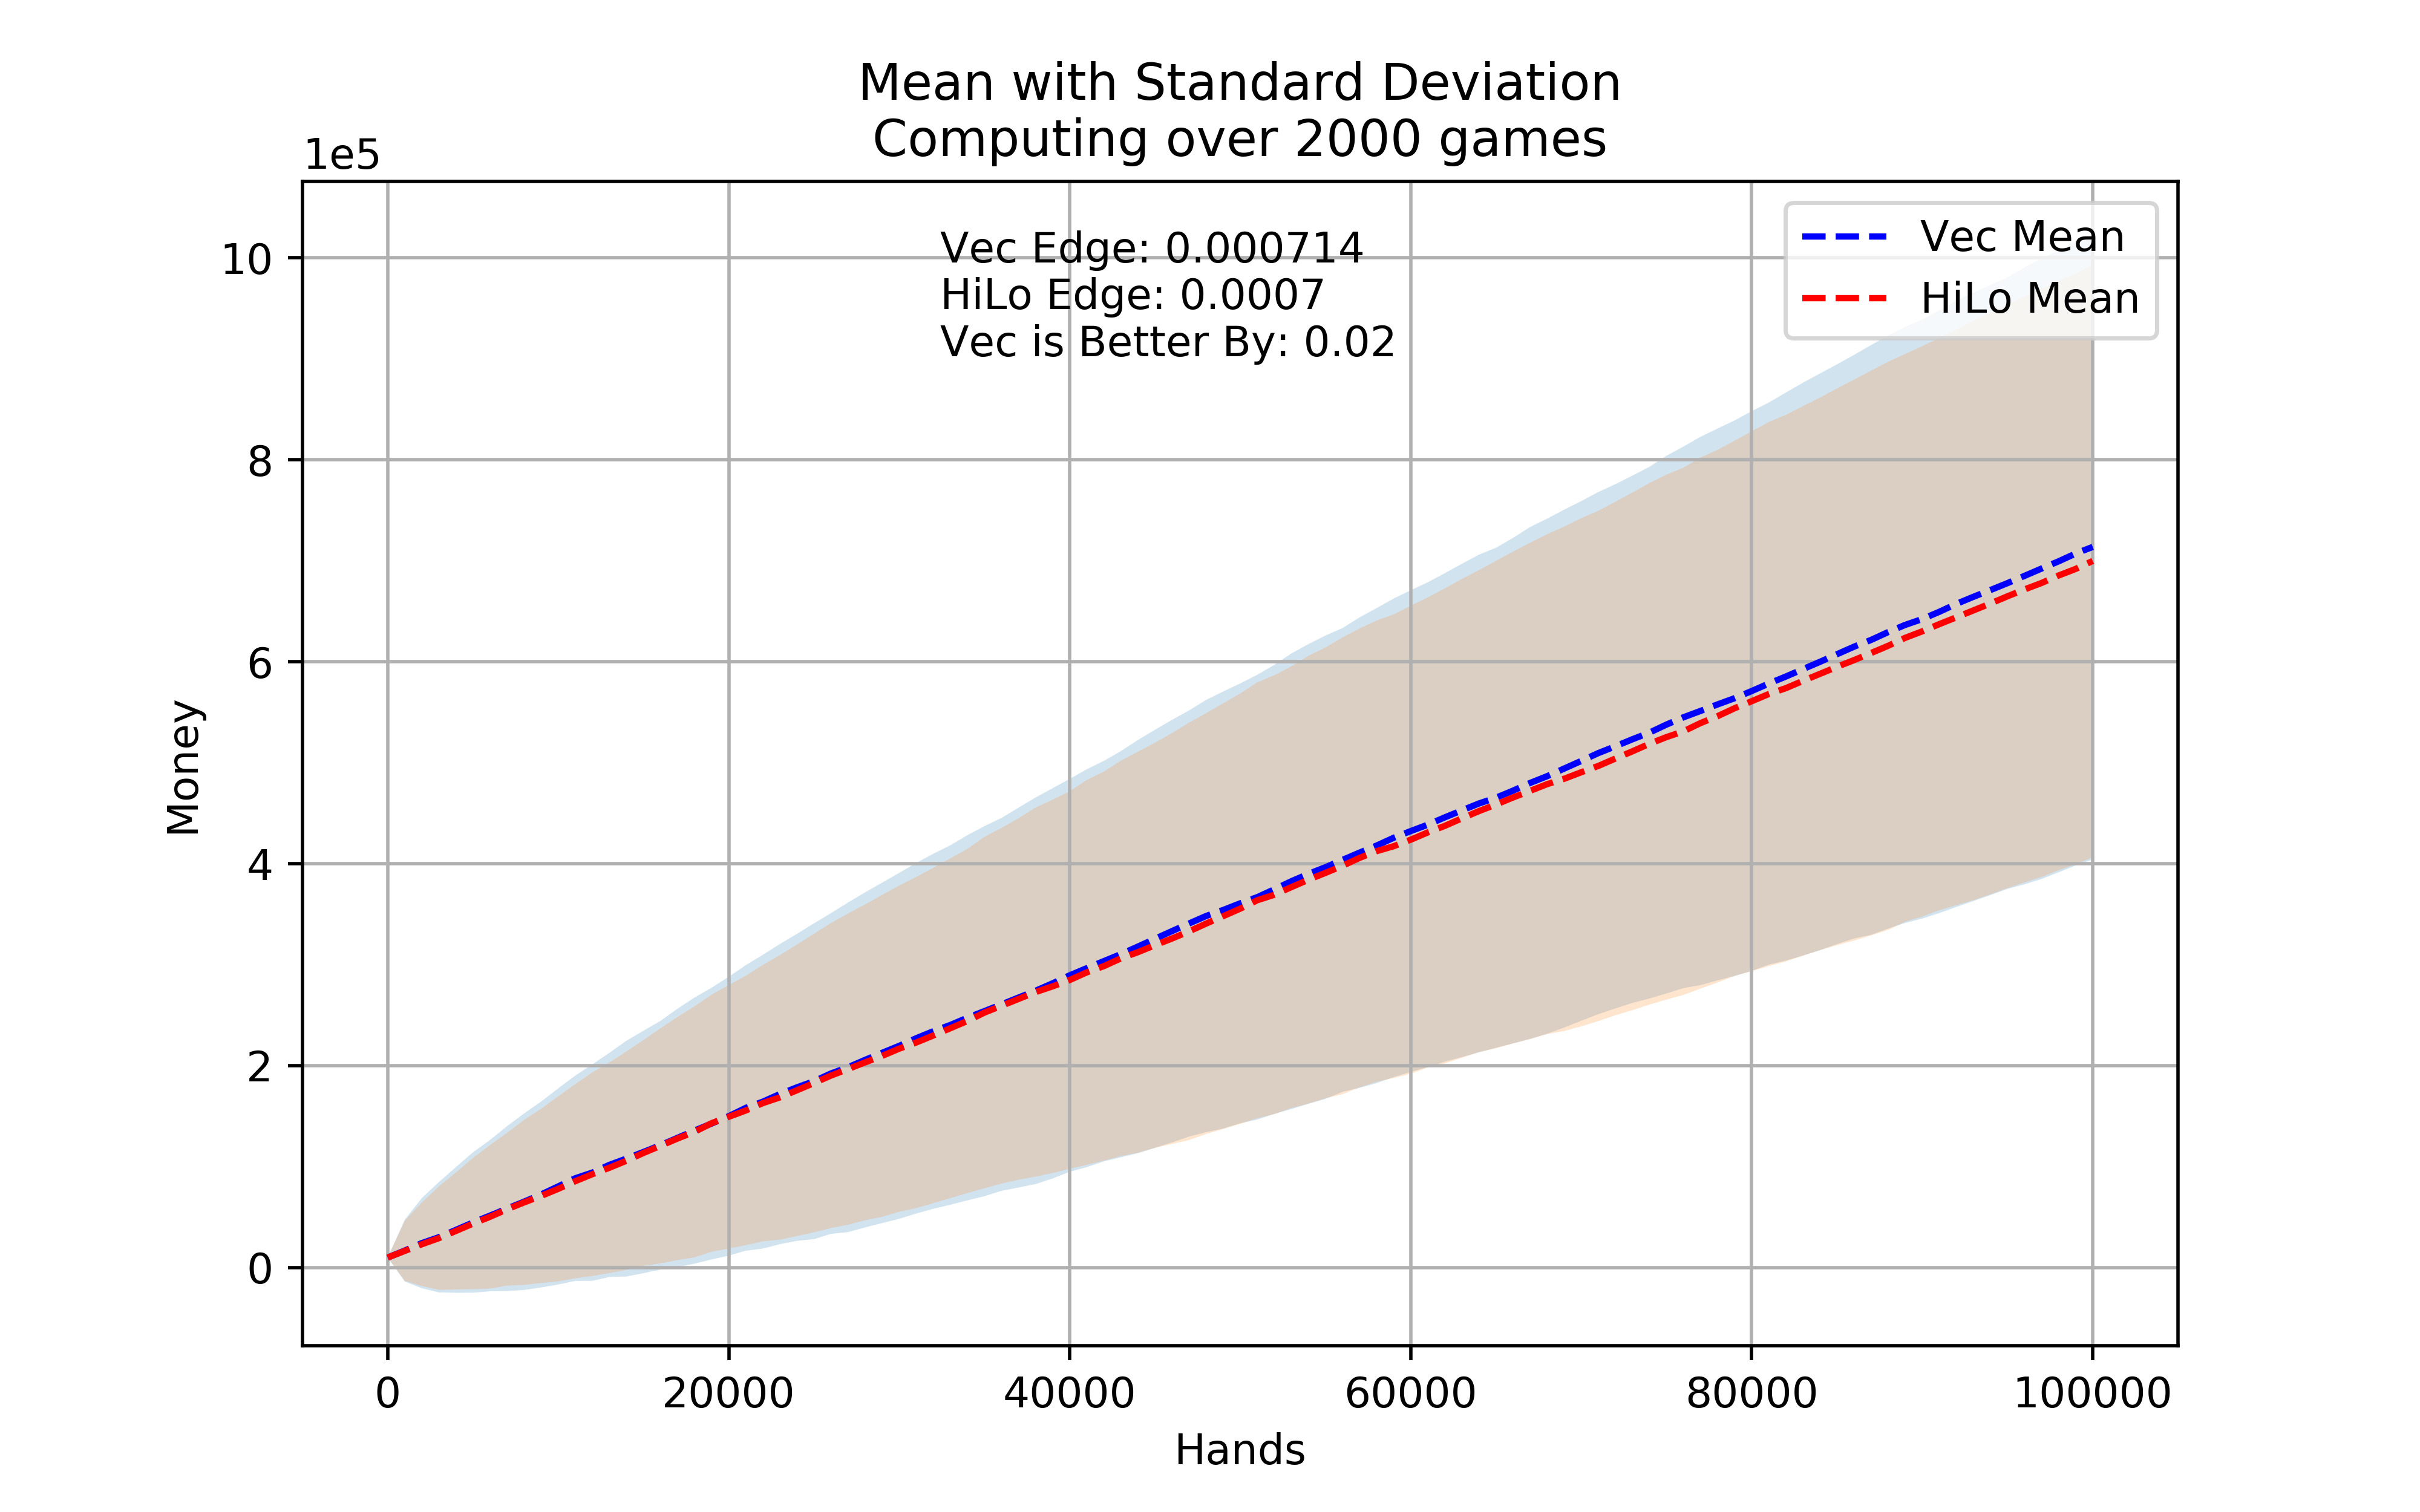 Mean with Standard Deviation
Computing over 2000 games
1e5
Vec Edge: 0.000714
HiLo Edge: 0.0007
Vec is Better By: 0.02
Vec Mean
HiLo Mean
10
8
6
4
2
0
Money
0 20000 40000 60000 80000 100000
Hands